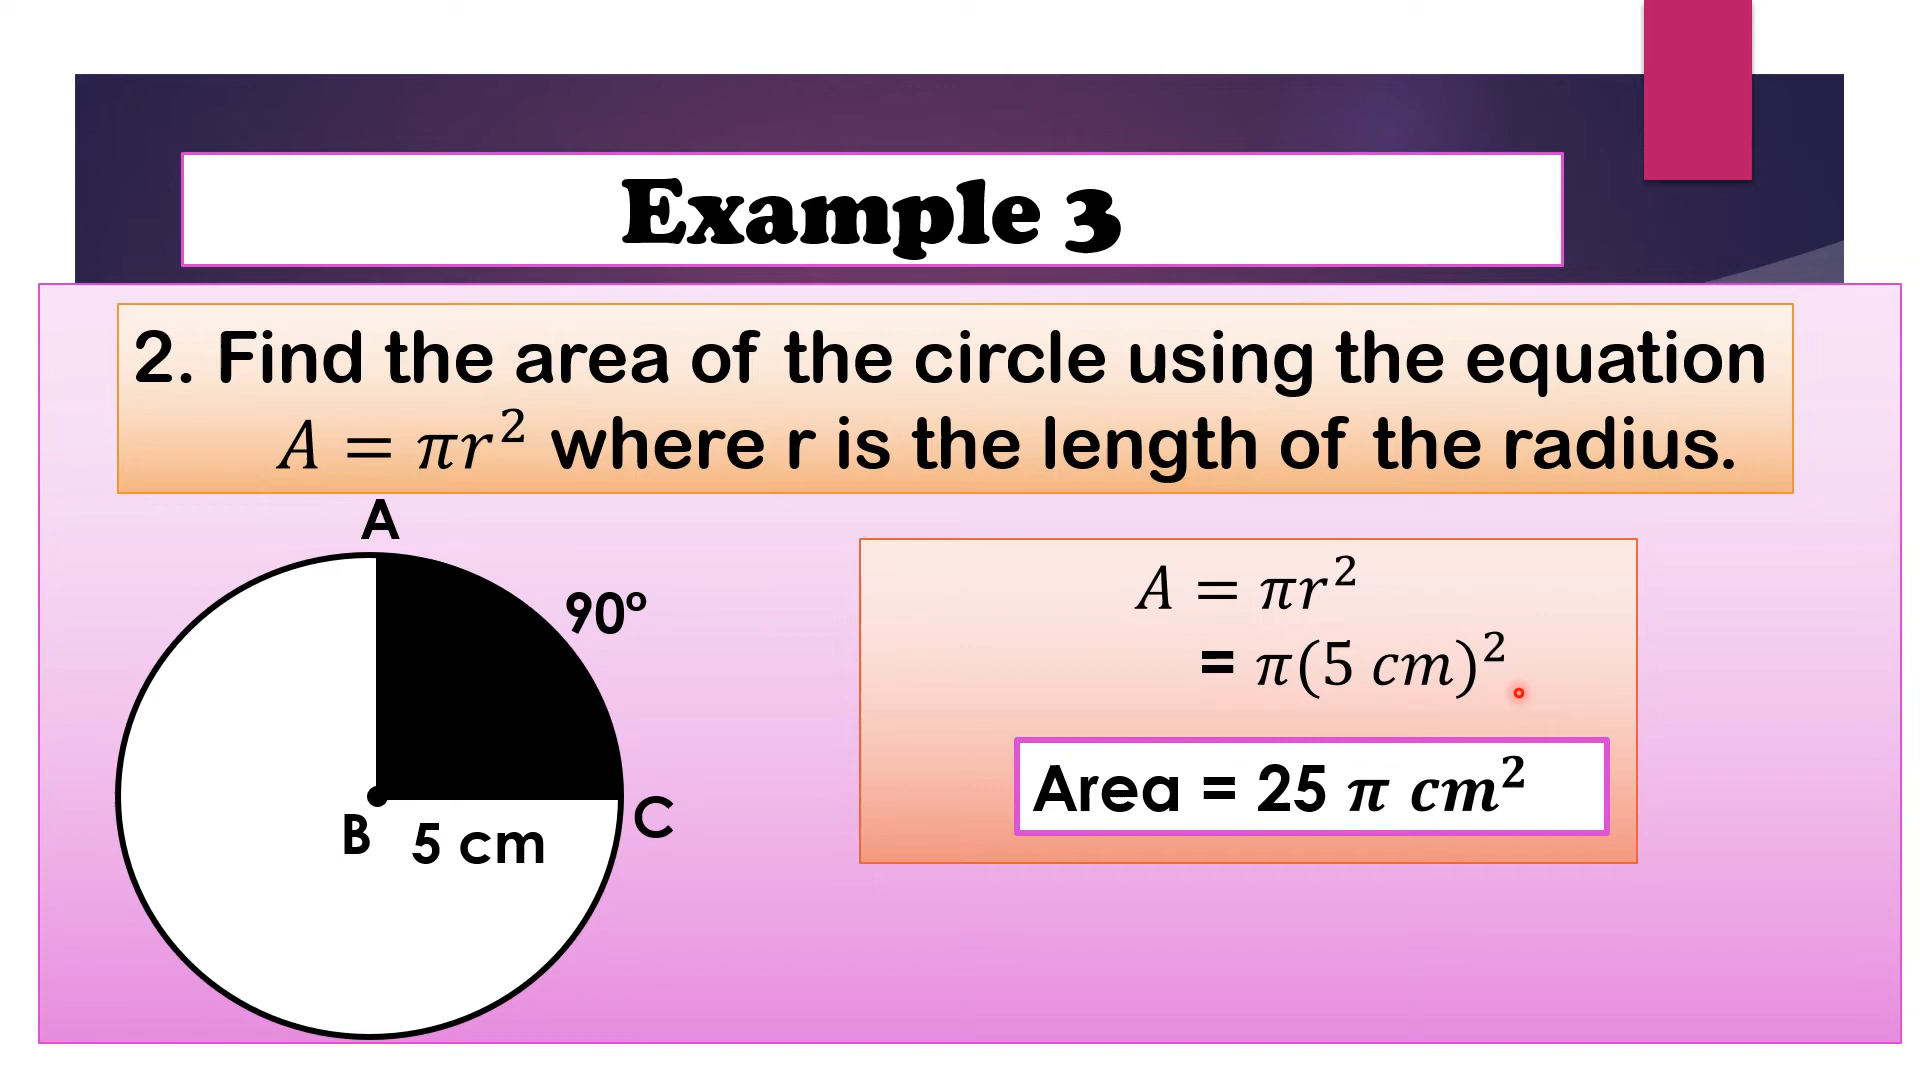 Example 3
2. Find the area of the circle using the equation
A = πr² where r is the length of the radius.
A
90º
B
5 cm
C
A = πr²
= π(5 cm)²
Area = 25 π cm²